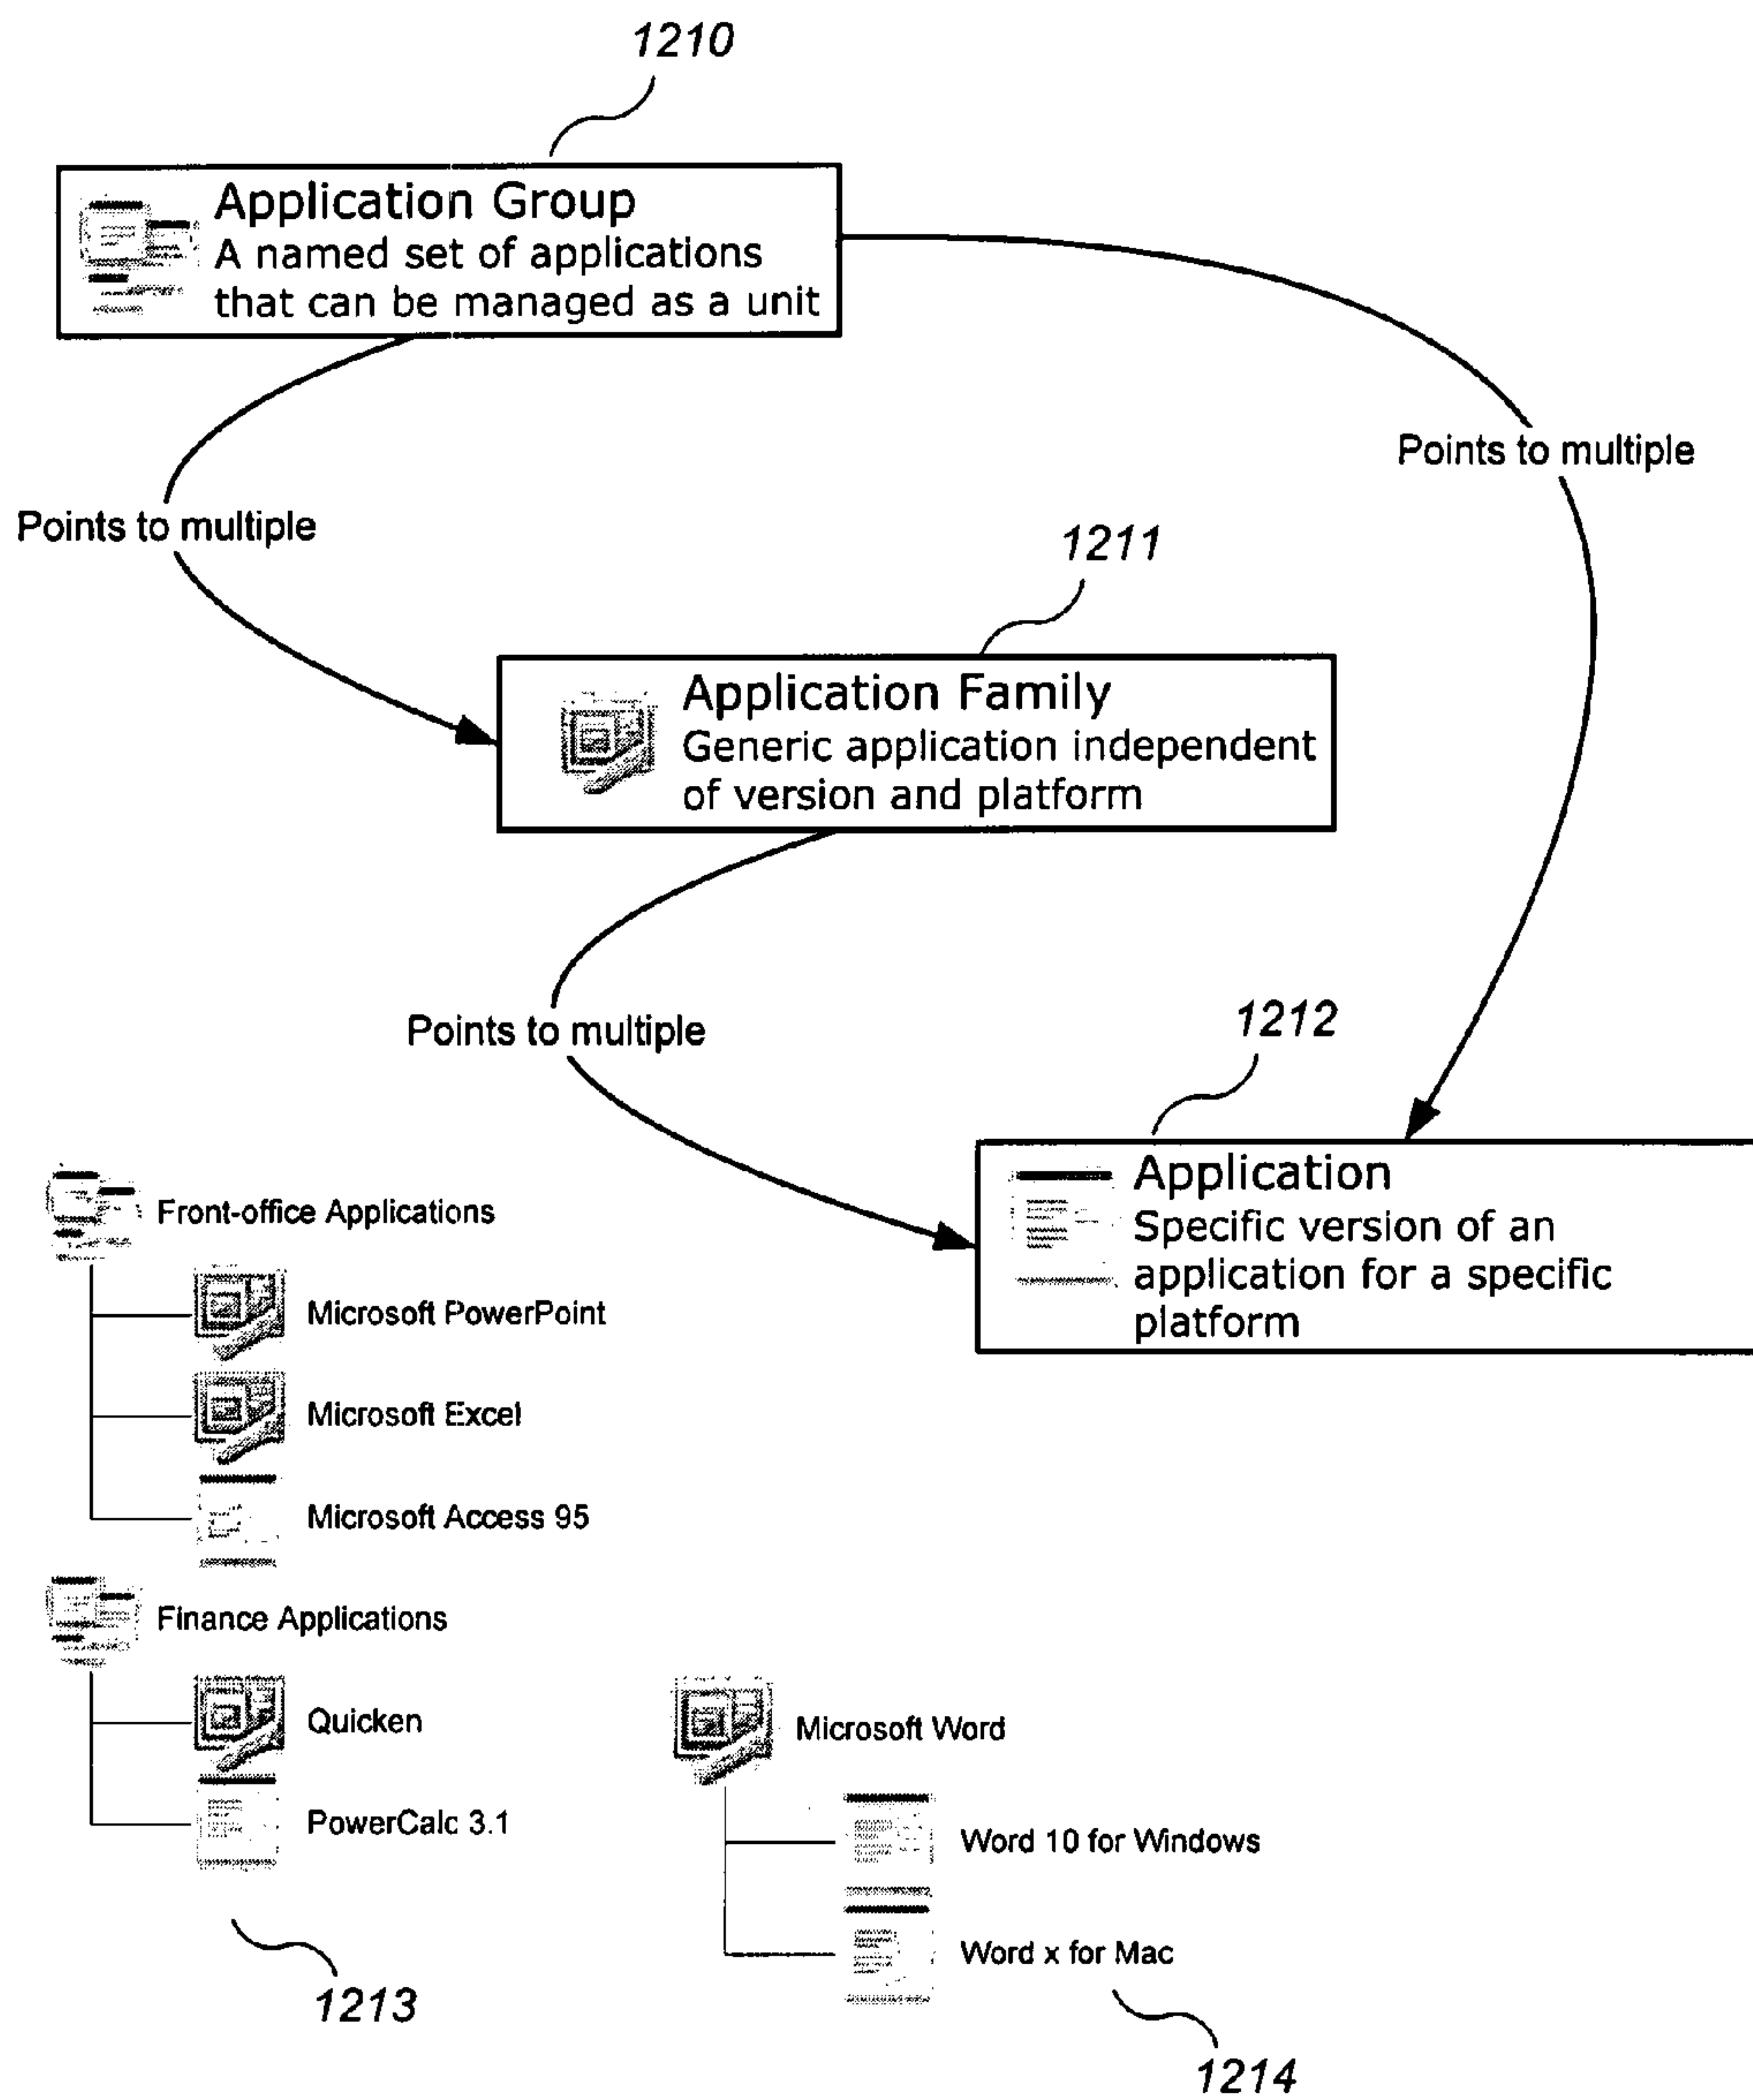 1210
Application Group
A named set of applications
that can be managed as a unit
Points to multiple
Points to multiple
1211
Application Family
Generic application independent
of version and platform
Points to multiple
1212
Application
Specific version of an
application for a specific
platform
Front-office Applications
Microsoft PowerPoint
Microsoft Excel
Microsoft Access 95
Finance Applications
Quicken
PowerCalc 3.1
1213
Microsoft Word
Word 10 for Windows
Word x for Mac
1214